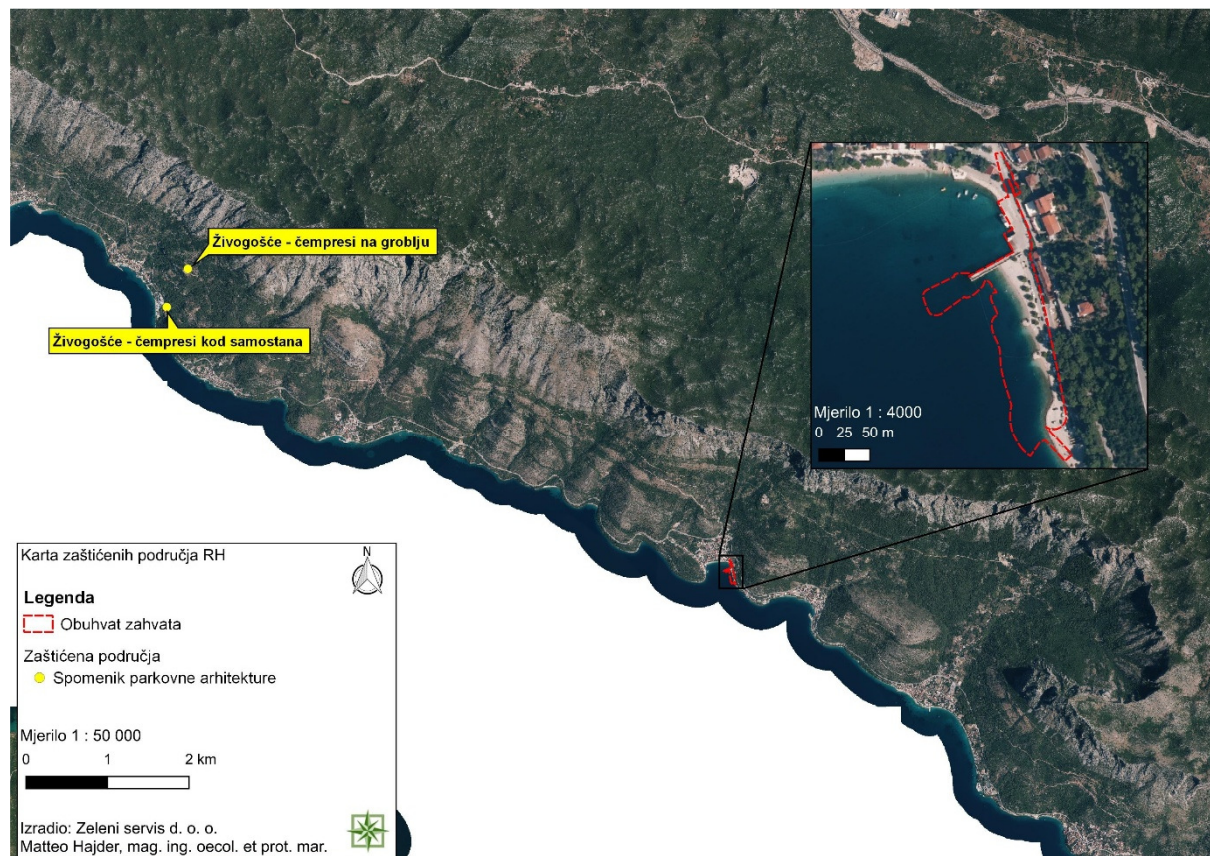 Živogošće - čempresi na groblju
Živogošće - čempresi kod samostana
Mjerilo 1 : 4000
0 25 50 m
Karta zaštićenih područja RH
N
Legenda
Obuhvat zahvata
Zaštićena područja
Spomenik parkovne arhitekture
Mjerilo 1 : 50 000
0 1 2 km
Izradio: Zeleni servis d. o. o.
Matteo Hajder, mag. ing. oecol. et prot. mar.